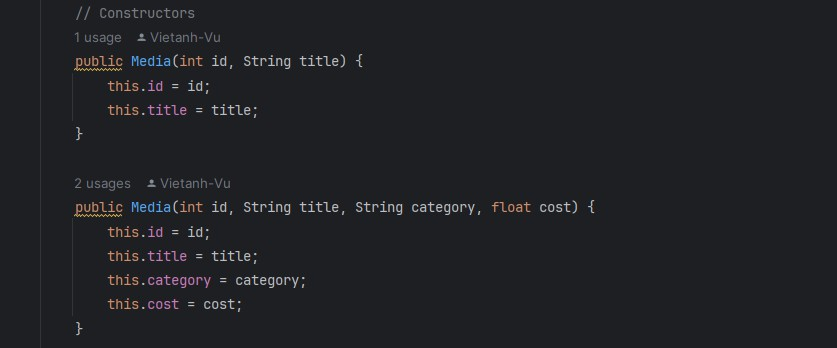 // Constructors
1 usage Vietanh-Vu
public Media(int id, String title) {
this.id = id;
this.title = title;
}
2 usages Vietanh-Vu
public Media(int id, String title, String category, float cost) {
this.id = id;
this.title = title;
this.category = category;
this.cost = cost;
}